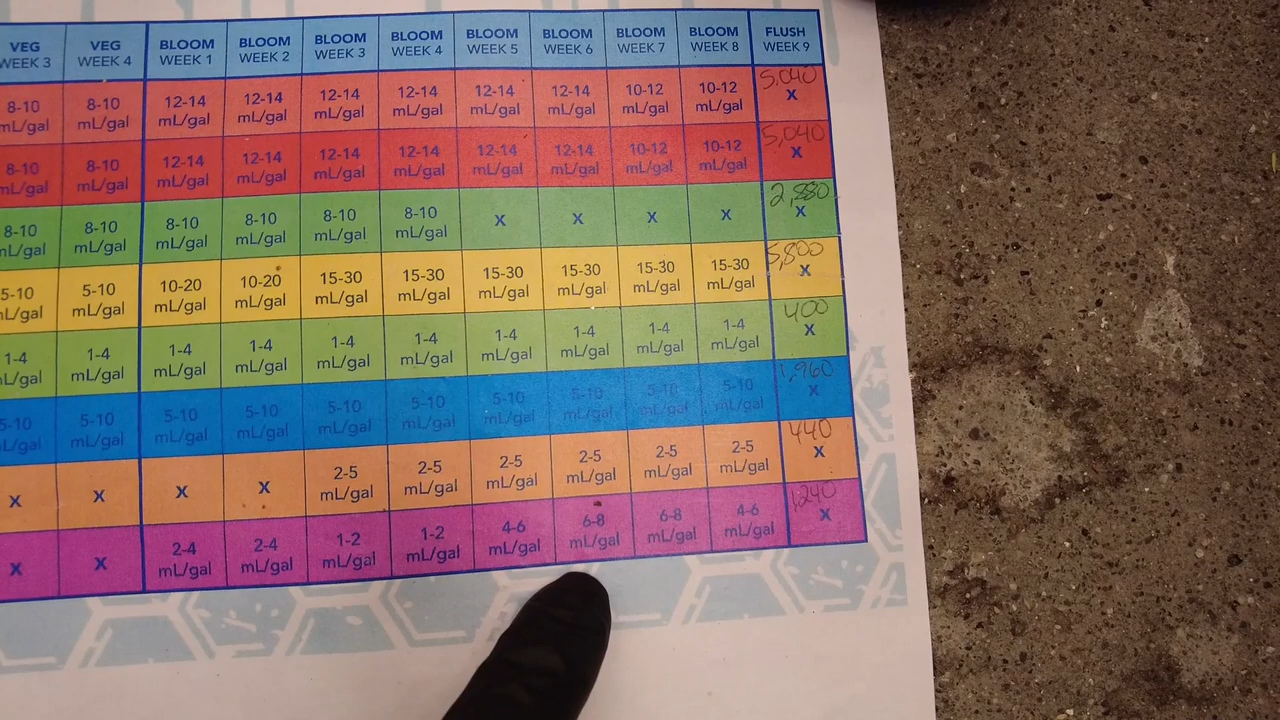 VEG WEEK 3 VEG WEEK 4 BLOOM WEEK 1 BLOOM WEEK 2 BLOOM WEEK 3 BLOOM WEEK 4 BLOOM WEEK 5 BLOOM WEEK 6 BLOOM WEEK 7 BLOOM WEEK 8 FLUSH WEEK 9
8-10 mL/gal 8-10 mL/gal 12-14 mL/gal 12-14 mL/gal 12-14 mL/gal 12-14 mL/gal 12-14 mL/gal 12-14 mL/gal 10-12 mL/gal 10-12 mL/gal 5,040 X
8-10 mL/gal 8-10 mL/gal 12-14 mL/gal 12-14 mL/gal 12-14 mL/gal 12-14 mL/gal 12-14 mL/gal 12-14 mL/gal 10-12 mL/gal 10-12 mL/gal 5,040 X
8-10 mL/gal 8-10 mL/gal 8-10 mL/gal 8-10 mL/gal 8-10 mL/gal 8-10 mL/gal X X X X 2,880 X
5-10 mL/gal 5-10 mL/gal 10-20 mL/gal 10-20 mL/gal 15-30 mL/gal 15-30 mL/gal 15-30 mL/gal 15-30 mL/gal 15-30 mL/gal 15-30 mL/gal 5,800 X
1-4 mL/gal 1-4 mL/gal 1-4 mL/gal 1-4 mL/gal 1-4 mL/gal 1-4 mL/gal 1-4 mL/gal 1-4 mL/gal 1-4 mL/gal 1-4 mL/gal 400 X
5-10 mL/gal 5-10 mL/gal 5-10 mL/gal 5-10 mL/gal 5-10 mL/gal 5-10 mL/gal 5-10 mL/gal 5-10 mL/gal 5-10 mL/gal 5-10 mL/gal 1,960 X
X X X X 2-5 mL/gal 2-5 mL/gal 2-5 mL/gal 2-5 mL/gal 2-5 mL/gal 2-5 mL/gal 440 X
X X 2-4 mL/gal 2-4 mL/gal 1-2 mL/gal 1-2 mL/gal 4-6 mL/gal 6-8 mL/gal 6-8 mL/gal 4-6 mL/gal 1,240 X